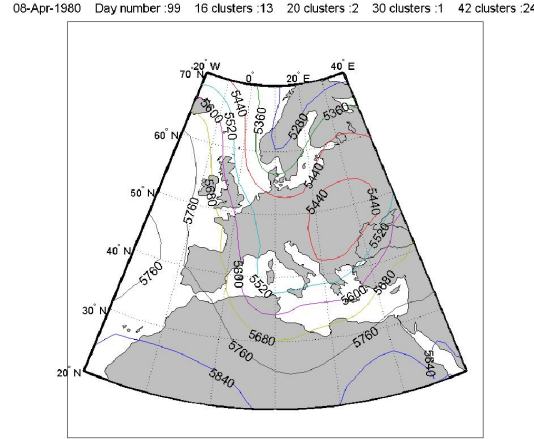 08-Apr-1980 Day number :99 16 clusters :13 20 clusters :2 30 clusters :1 42 clusters :24
20° W 0° 20° E 40° E
70° N
5600 5440 5520 5360 5280 5360
60° N
5440
5680 5440 5440
50° N
5760 5520
40° N
5760 5600 5520 5600 5680
30° N
5680 5760
5760
20° N
5840 5840